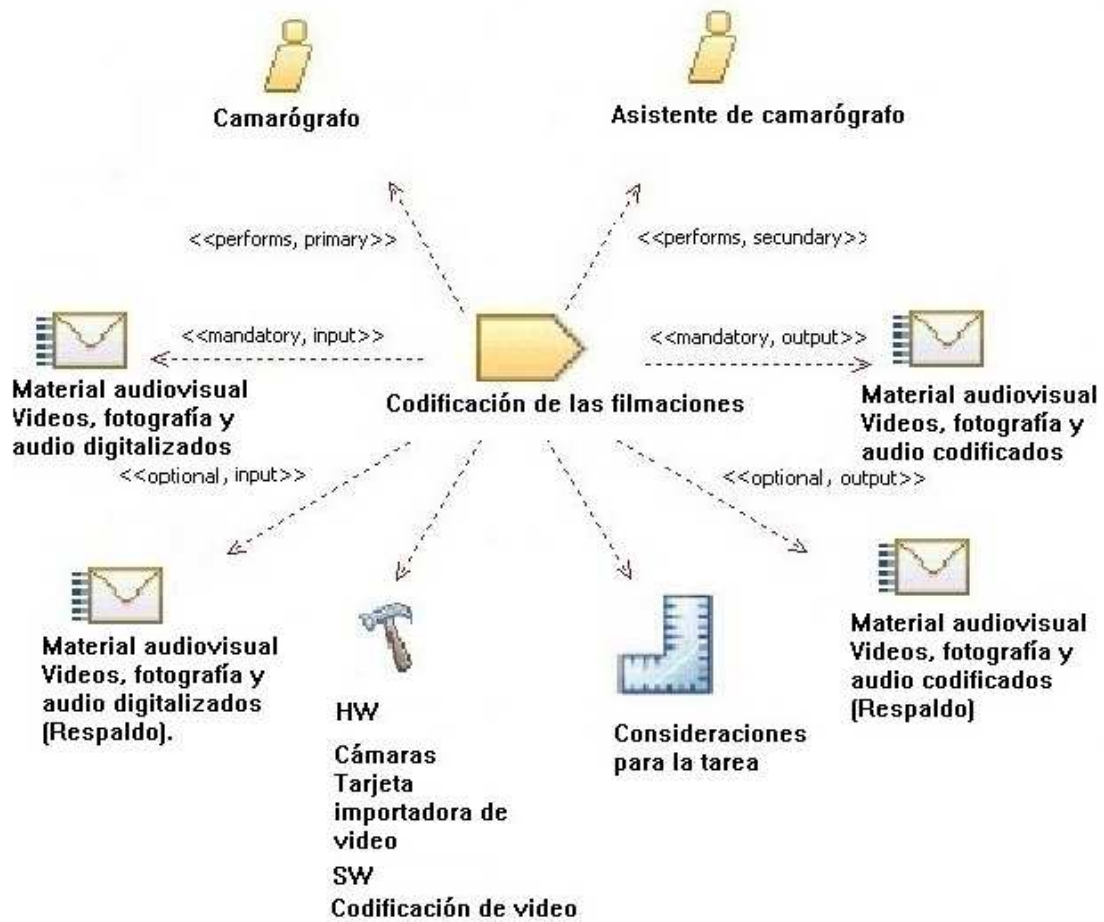 Camarógrafo
Asistente de camarógrafo
<<performs, primary>>
<<performs, secundary>>
<<mandatory, input>>
<<mandatory, output>>
Material audiovisual
Videos, fotografía y
audio digitalizados
Codificación de las filmaciones
Material audiovisual
Videos, fotografía y
audio codificados
<<optional, input>>
<<optional, output>>
Material audiovisual
Videos, fotografía y
audio digitalizados
(Respaldo).
HW
Cámaras
Tarjeta
importadora de
video
SW
Codificación de video
Consideraciones
para la tarea
Material audiovisual
Videos, fotografía y
audio codificados
(Respaldo)